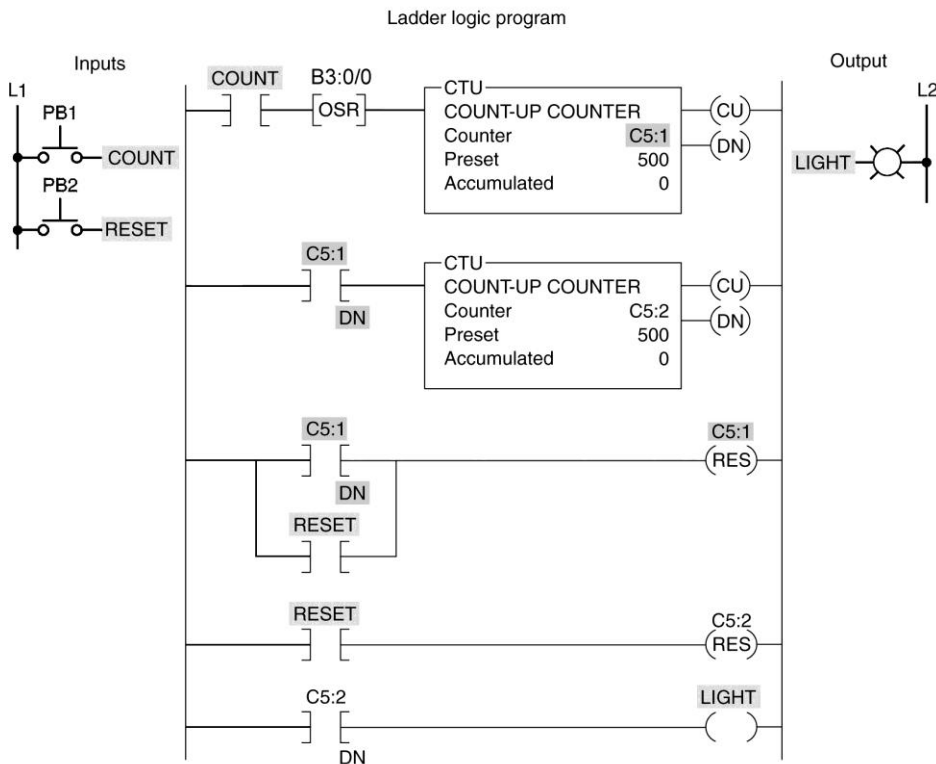 Ladder logic program
Inputs
Output
L1
L2
PB1
COUNT
PB2
RESET
COUNT
B3:0/0
OSR
CTU
COUNT-UP COUNTER
Counter C5:1
Preset 500
Accumulated 0
CU
DN
LIGHT
C5:1
DN
CTU
COUNT-UP COUNTER
Counter C5:2
Preset 500
Accumulated 0
CU
DN
C5:1
DN
RESET
C5:1
RES
RESET
C5:2
RES
C5:2
DN
LIGHT